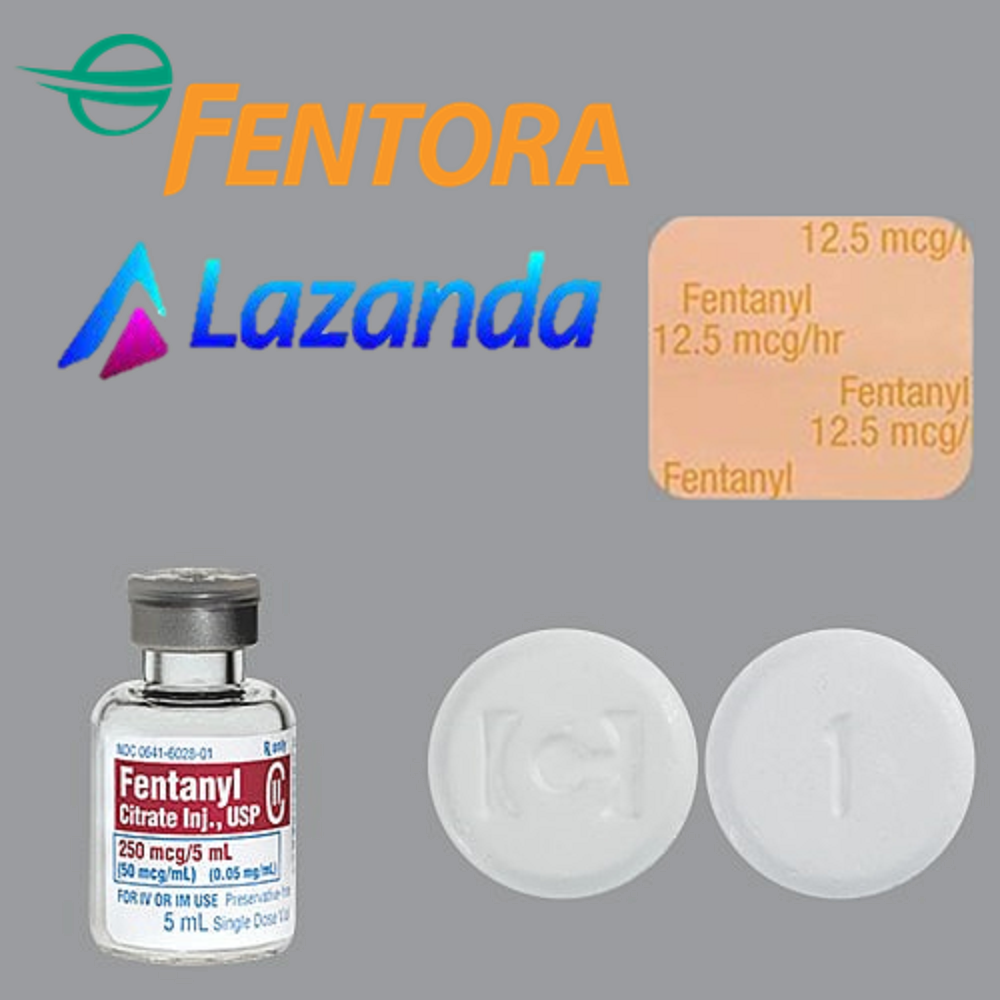 FENTORA
Lazanda
12.5 mcg/
Fentanyl
12.5 mcg/hr
Fentanyl
12.5 mcg/
Fentanyl
NDC 0641-6028-01
Rx only
Fentanyl
Citrate Inj., USP
CII
250 mcg/5 mL
(50 mcg/mL) (0.05 mg/mL)
FOR IV OR IM USE Preservative-
5 mL Single Dose
C
1